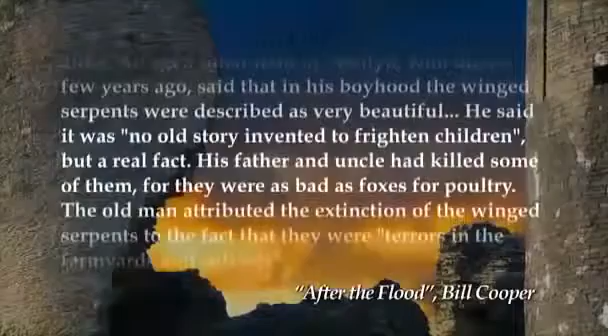 few years ago, said that in his boyhood the winged
serpents were described as very beautiful... He said
it was "no old story invented to frighten children",
but a real fact. His father and uncle had killed some
of them, for they were as bad as foxes for poultry.
The old man attributed the extinction of the winged
serpents to the fact that they were "terrors in the
"After the Flood", Bill Cooper